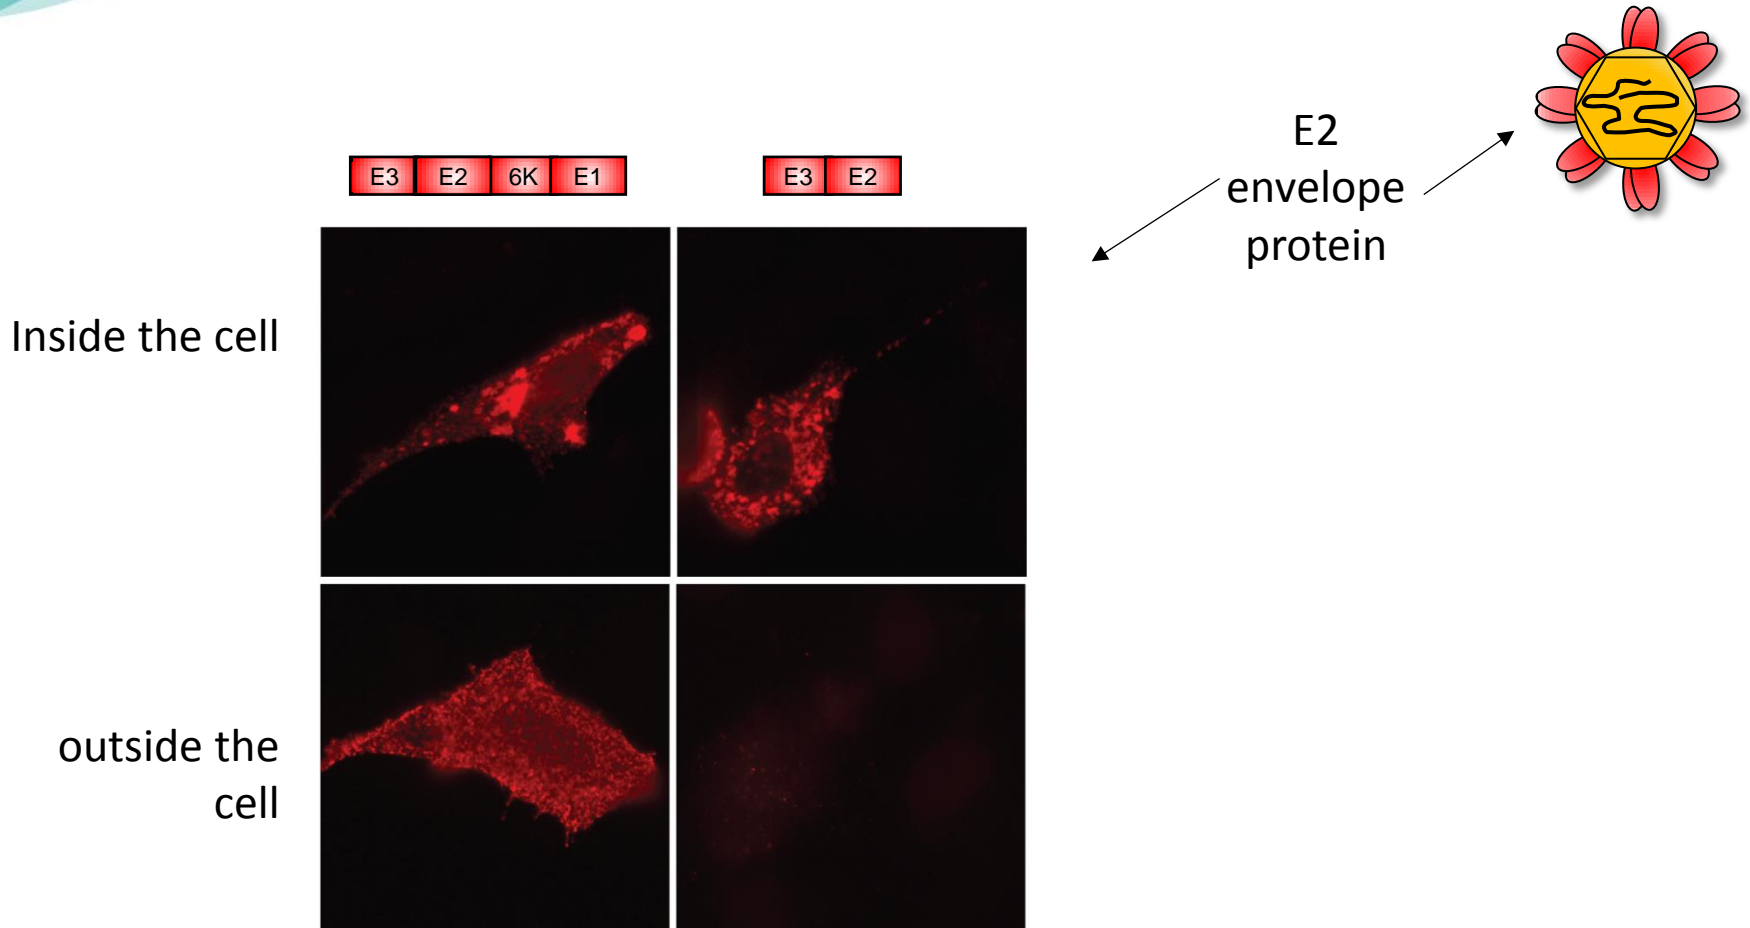 E2
envelope
protein
E3 E2 6K E1
E3 E2
Inside the cell
outside the
cell